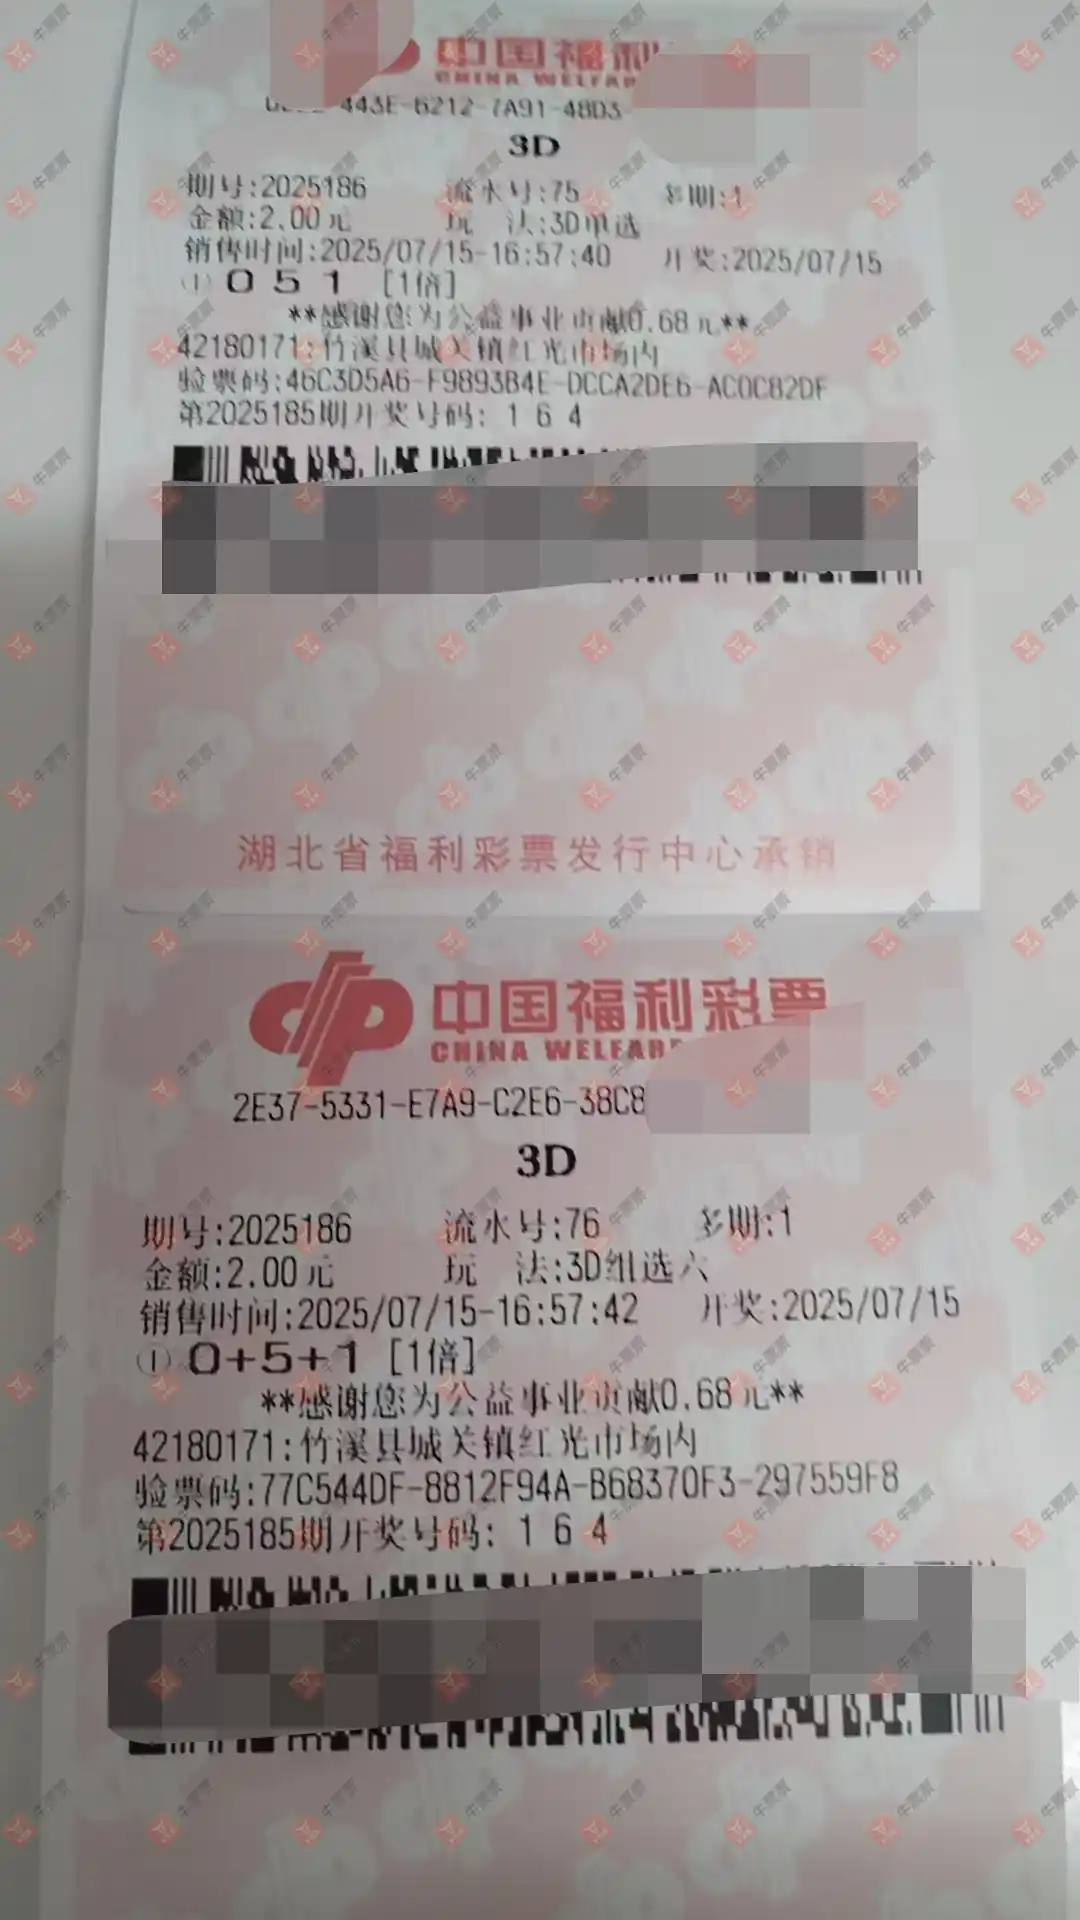 中国福利
CHINA WELFAR
443E-6212-7A91-48D3
3D
期号:2025186 流水号:75 多期:1
金额:2.00元 玩 法:3D单选
销售时间:2025/07/15-16:57:40 开奖:2025/07/15
① 0 5 1 [1倍]
**感谢您为公益事业贡献0.68元**
42180171:竹溪县城关镇红光市场内
验票码:46C3D5A6-F9893B4E-DCCA2DE6-AC0C82DF
第2025185期开奖号码: 1 6 4
湖北省福利彩票发行中心承销
中国福利彩票
CHINA WELFARE
2E37-5331-E7A9-C2E6-38C8
3D
期号:2025186 流水号:76 多期:1
金额:2.00元 玩 法:3D组选六
销售时间:2025/07/15-16:57:42 开奖:2025/07/15
① 0+5+1 [1倍]
**感谢您为公益事业贡献0.68元**
42180171:竹溪县城关镇红光市场内
验票码:77C544DF-8812F94A-B68370F3-297559F8
第2025185期开奖号码: 1 6 4
牛票票